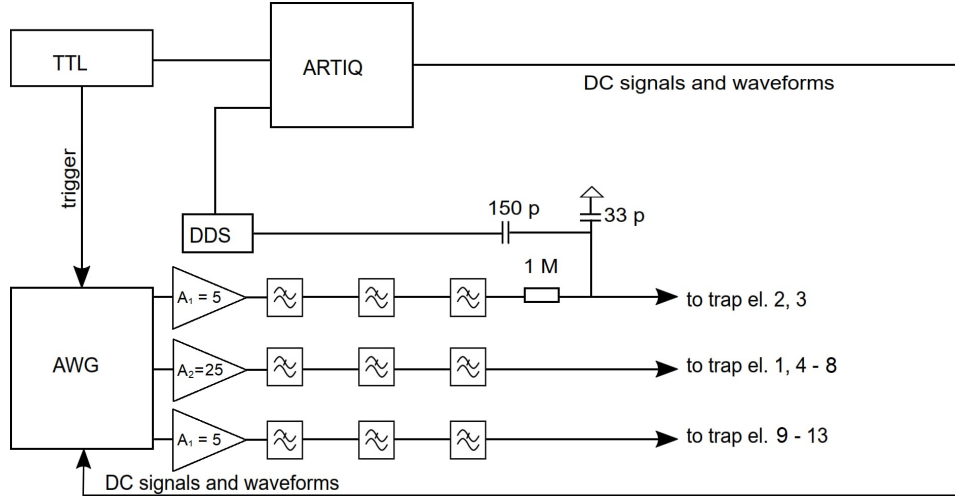 TTL
ARTIQ
DC signals and waveforms
trigger
150 p
33 p
DDS
1 M
A₁ = 5
to trap el. 2, 3
AWG
A₂=25
to trap el. 1, 4 - 8
A₁ = 5
to trap el. 9 - 13
DC signals and waveforms